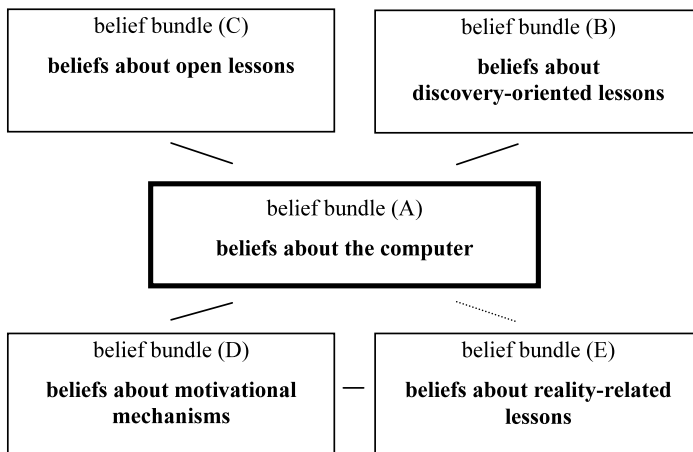 belief bundle (C)
beliefs about open lessons
belief bundle (B)
beliefs about
discovery-oriented lessons
belief bundle (A)
beliefs about the computer
belief bundle (D)
beliefs about motivational
mechanisms
belief bundle (E)
beliefs about reality-related
lessons